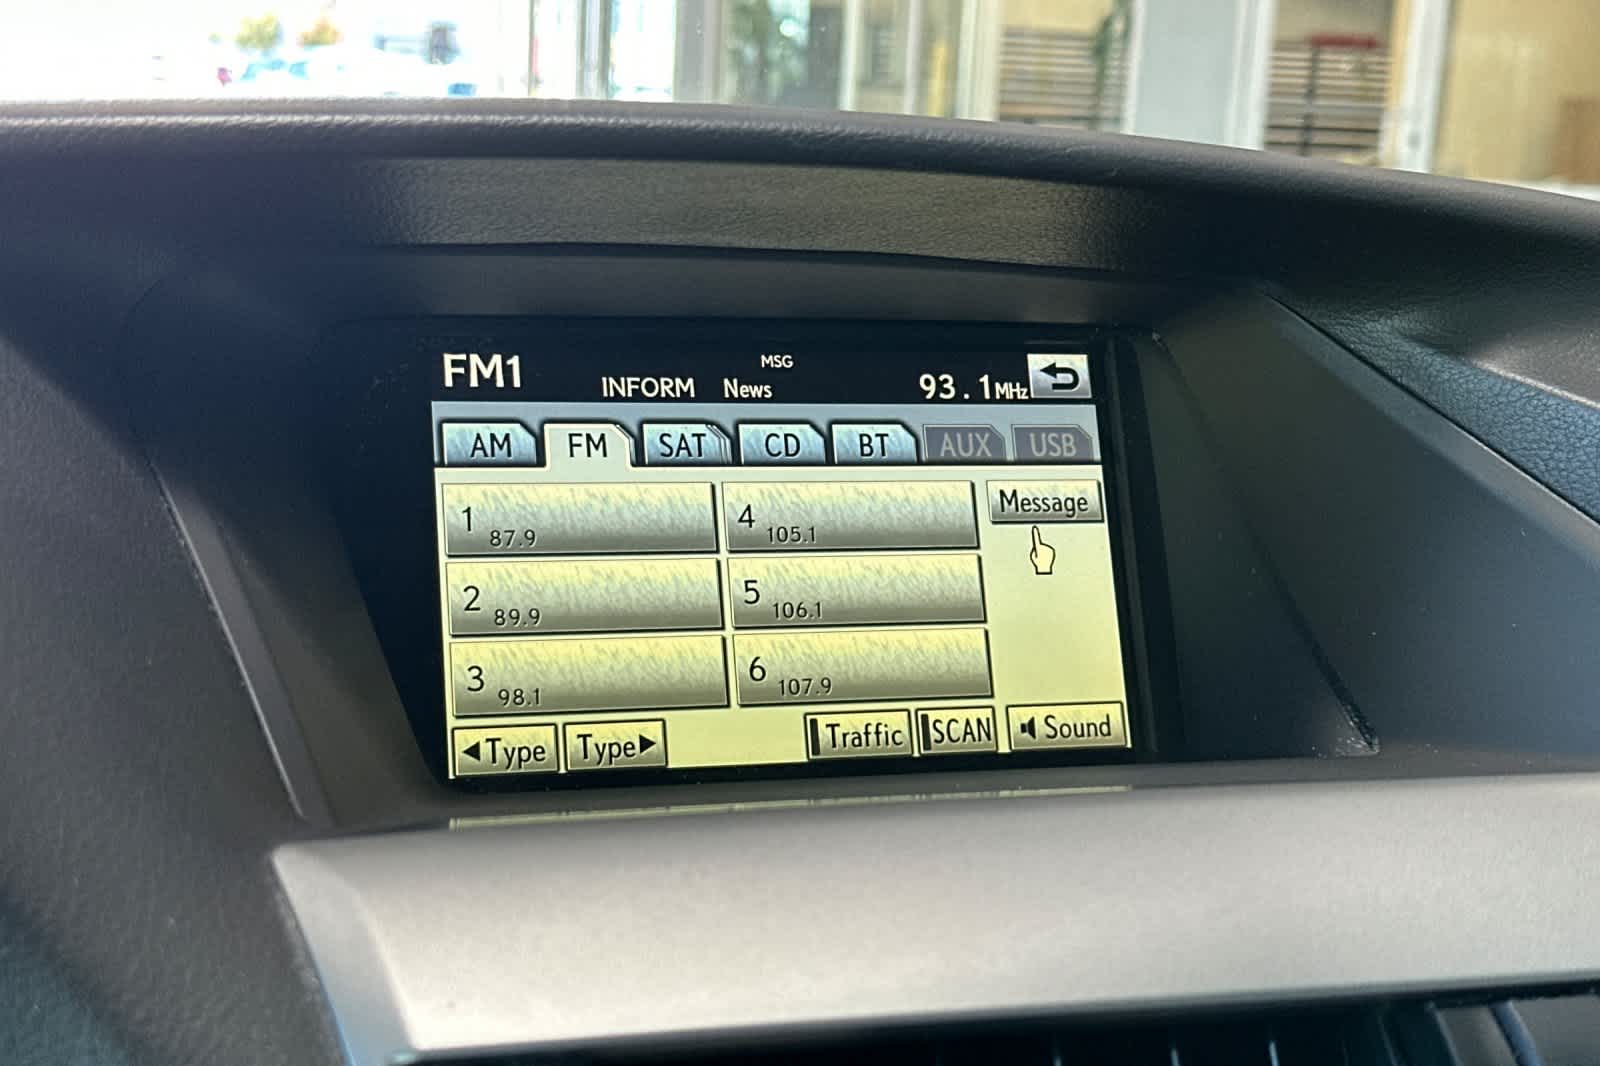 FM1
MSG
INFORM News 93.1MHz
AM FM SAT CD BT AUX USB
1 87.9
4 105.1
Message
2 89.9
5 106.1
3 98.1
6 107.9
◀Type Type▶ Traffic SCAN Sound